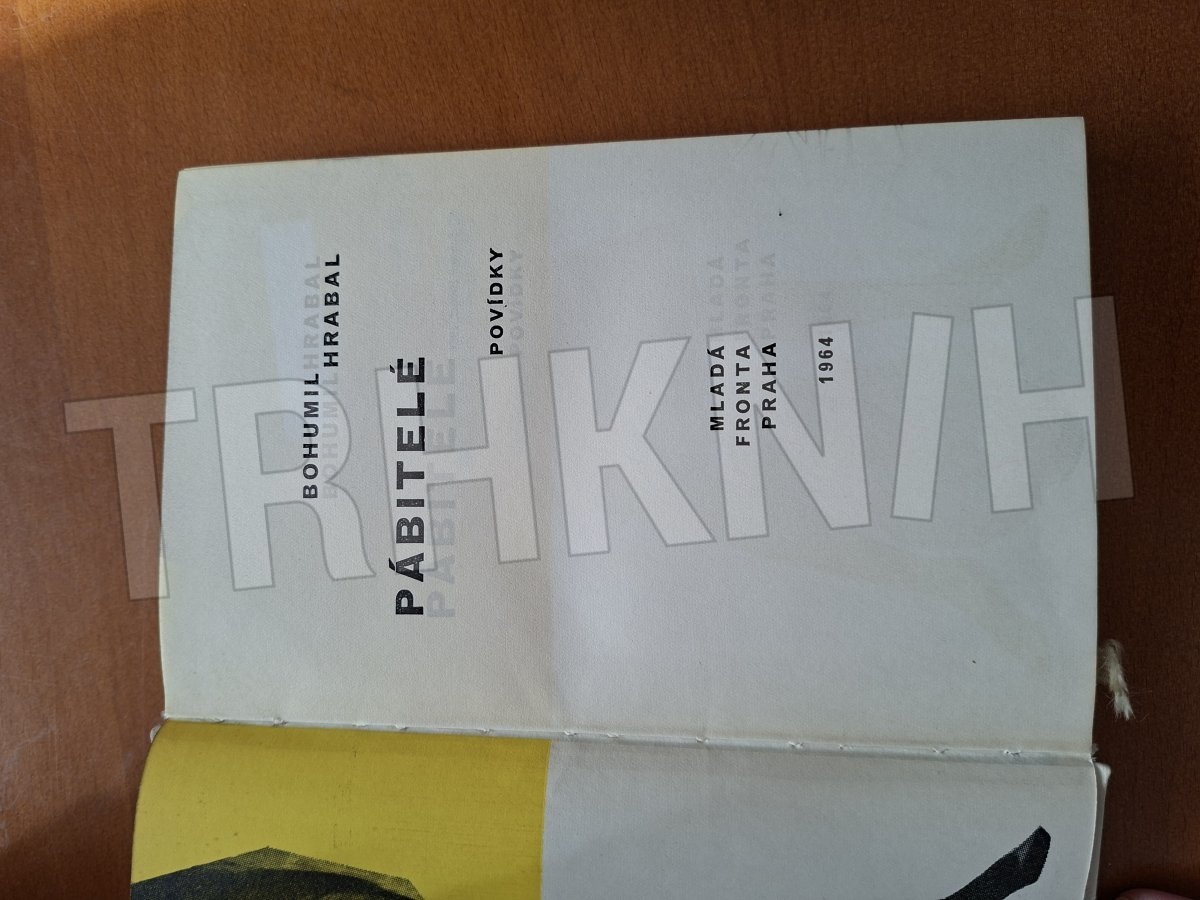 BOHUMIL
HRABAL
PÁBITELÉ
POVÍDKY
MLADÁ
FRONTA
PRAHA
1964
TRHKNIH